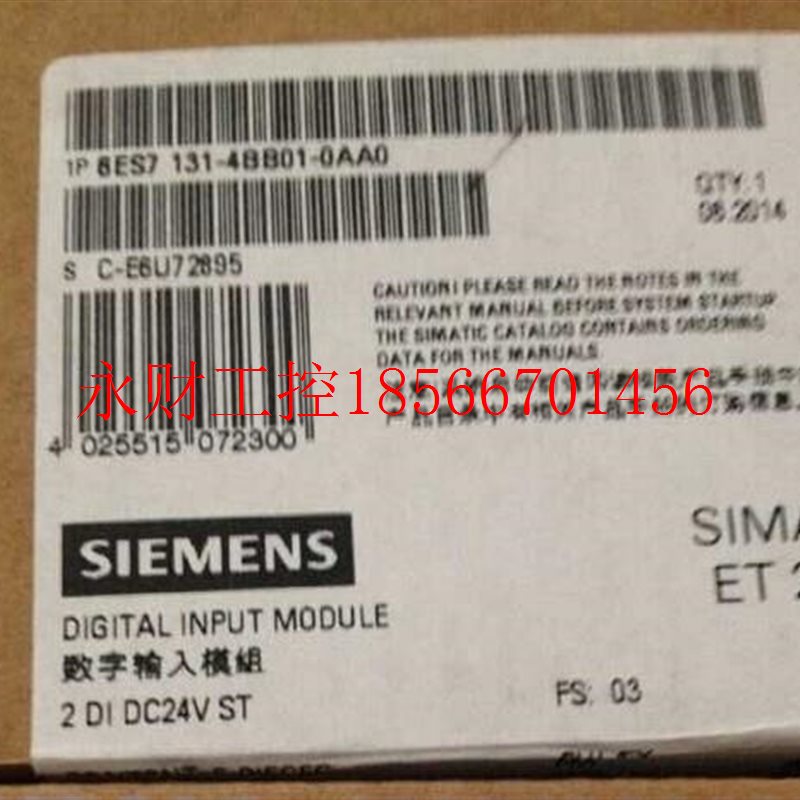 1P 6ES7 131-4BB01-0AA0
QTY 1
06.2014
S C-E6U72895
CAUTION! PLEASE READ THE NOTES IN THE
RELEVANT MANUAL BEFORE SYSTEM STARTUP
THE SIMATIC CATALOG CONTAINS ORDERING
DATA FOR THE MANUALS
永财工控18566701456
4 025515 072300
SIEMENS
SIMA
ET 2
DIGITAL INPUT MODULE
數字輸入模組
2 DI DC24V ST
FS: 03